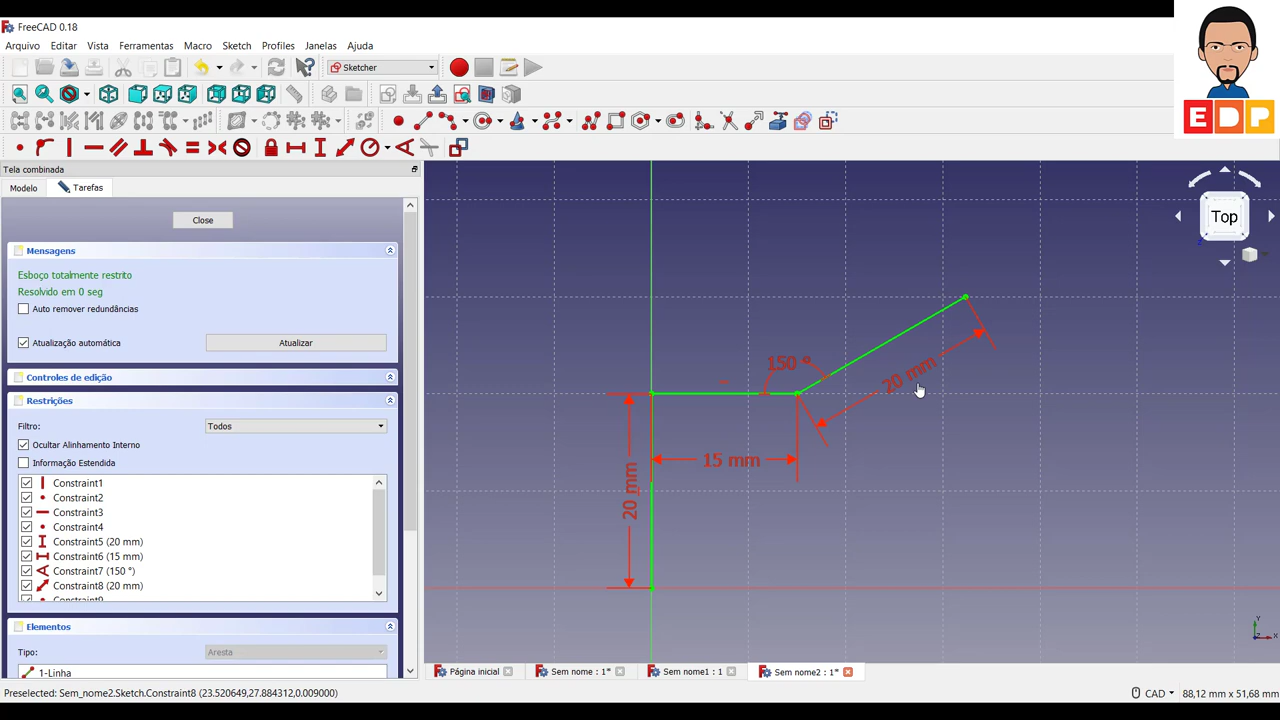 FreeCAD 0.18
Arquivo Editar Vista Ferramentas Macro Sketch Profiles Janelas Ajuda
Sketcher
EDP
Tela combinada
Modelo Tarefas
Close
Mensagens
Esboço totalmente restrito
Resolvido em 0 seg
Auto remover redundâncias
Atualização automática Atualizar
Controles de edição
Restrições
Filtro: Todos
Ocultar Alinhamento Interno
Informação Estendida
Constraint1
Constraint2
Constraint3
Constraint4
Constraint5 (20 mm)
Constraint6 (15 mm)
Constraint7 (150 °)
Constraint8 (20 mm)
Constraint9
Elementos
Tipo: Aresta
1-Linha
Top
150 °
20 mm
15 mm
20 mm
Y
Z X
Página inicial Sem nome : 1* Sem nome1 : 1 Sem nome2 : 1*
Preselected: Sem_nome2.Sketch.Constraint8 (23.520649,27.884312,0.009000)
CAD 88,12 mm x 51,68 mm